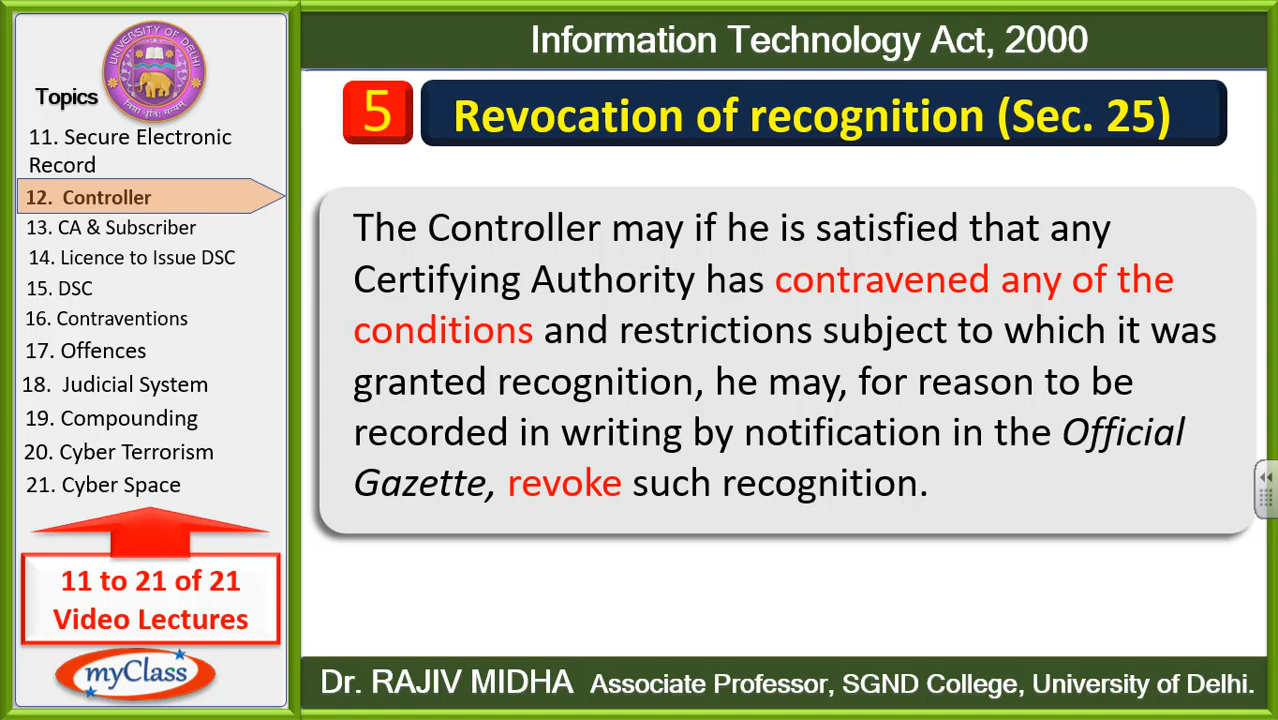 Information Technology Act, 2000
UNIVERSITY OF DELHI
Topics
11. Secure Electronic
Record
12. Controller
13. CA & Subscriber
14. Licence to Issue DSC
15. DSC
16. Contraventions
17. Offences
18. Judicial System
19. Compounding
20. Cyber Terrorism
21. Cyber Space
11 to 21 of 21
Video Lectures
myClass
5
Revocation of recognition (Sec. 25)
The Controller may if he is satisfied that any
Certifying Authority has contravened any of the
conditions and restrictions subject to which it was
granted recognition, he may, for reason to be
recorded in writing by notification in the Official
Gazette, revoke such recognition.
Dr. RAJIV MIDHA Associate Professor, SGND College, University of Delhi.